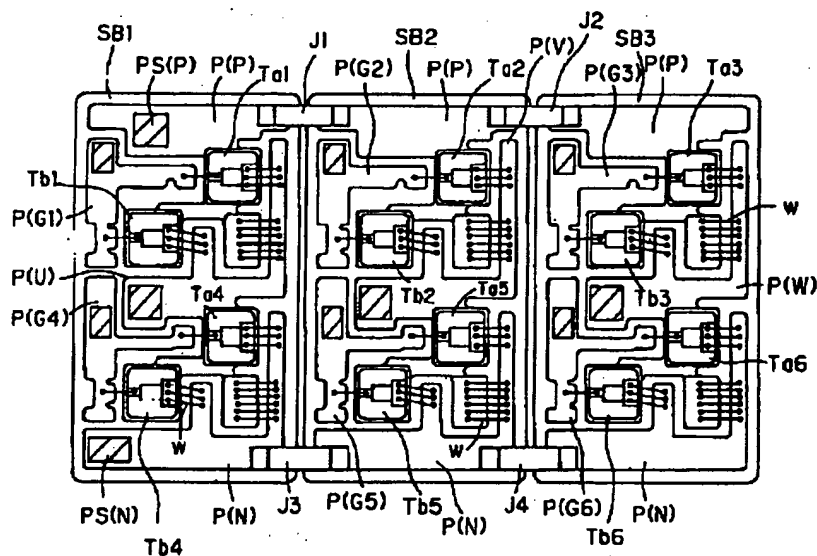 SB1
PS(P)
P(P)
Ta1
J1
P(G2)
SB2
P(P)
Ta2
P(V)
J2
P(G3)
SB3
P(P)
Ta3
Tb1
P(G1)
P(U)
P(G4)
Ta4
Tb2
Ta5
Tb3
W
P(W)
Ta6
W
W
W
PS(N)
Tb4
P(N)
J3
P(G5)
Tb5
P(N)
J4
P(G6)
Tb6
P(N)